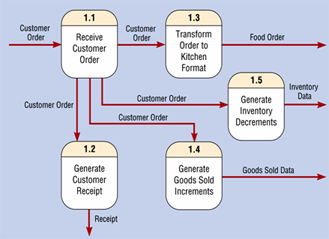 1.1
Receive
Customer
Order
1.3
Transform
Order to
Kitchen
Format
Customer
Order
Customer
Order
Food Order
1.5
Generate
Inventory
Decrements
Inventory
Data
Customer Order
Customer Order
Customer Order
1.2
Generate
Customer
Receipt
1.4
Generate
Goods Sold
Increments
Goods Sold Data
Receipt